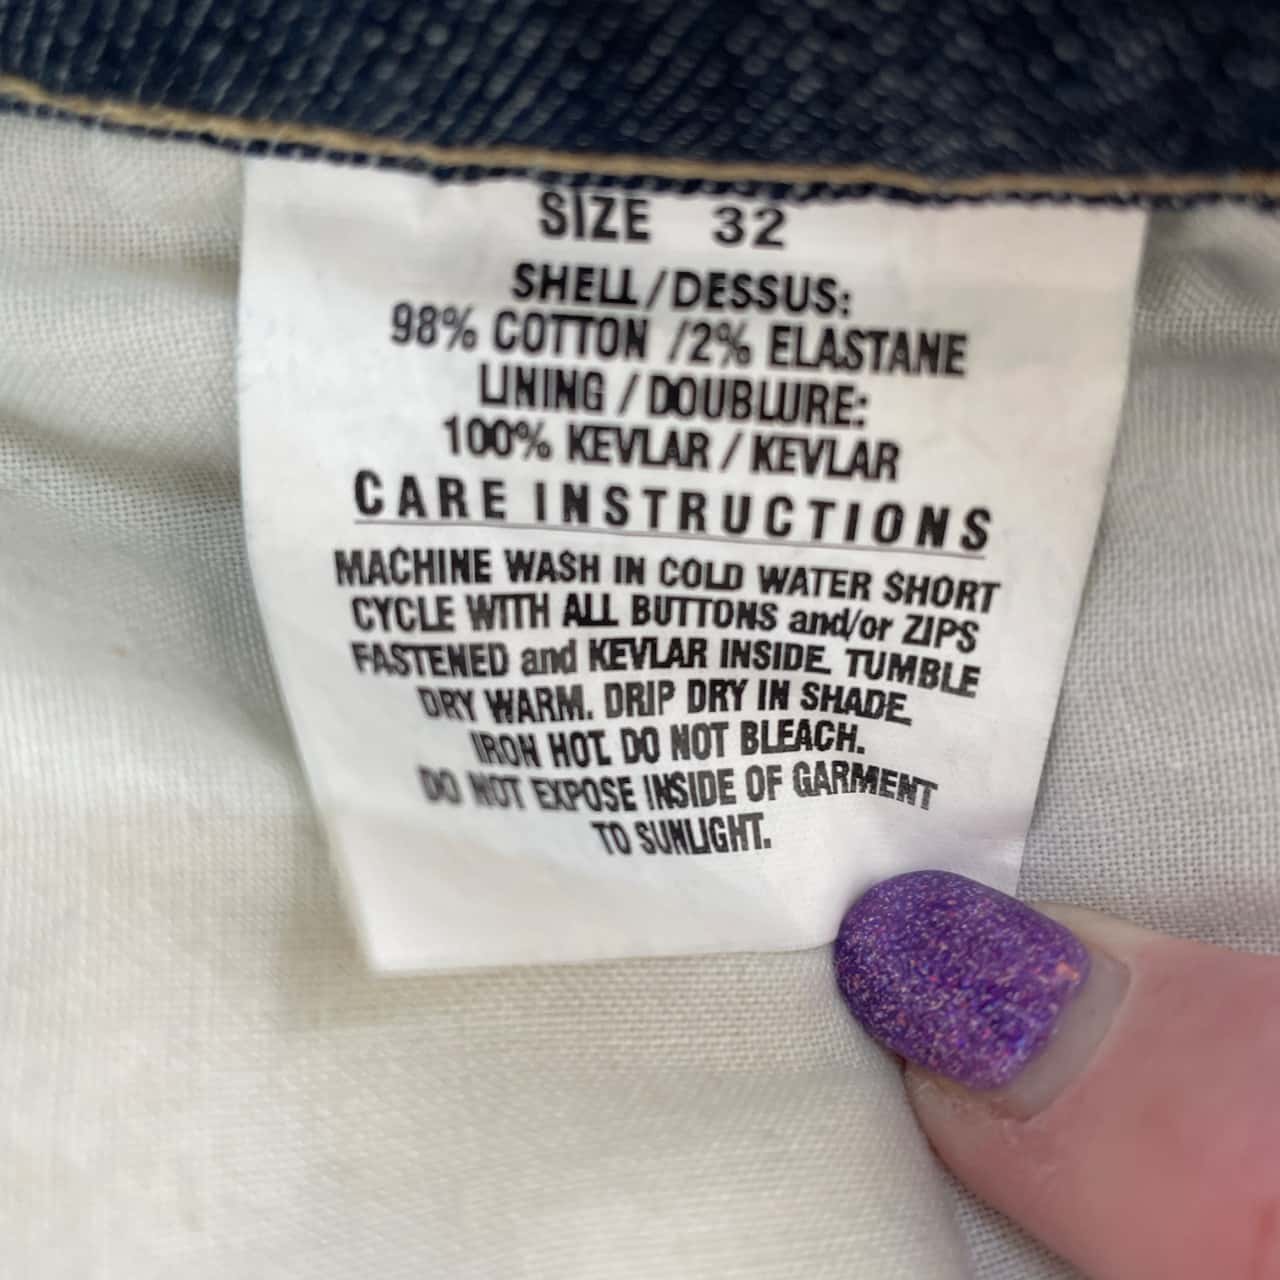 SIZE 32
SHELL/DESSUS:
98% COTTON /2% ELASTANE
LINING / DOUBLURE:
100% KEVLAR / KEVLAR
CARE INSTRUCTIONS
MACHINE WASH IN COLD WATER SHORT
CYCLE WITH ALL BUTTONS and/or ZIPS
FASTENED and KEVLAR INSIDE. TUMBLE
DRY WARM. DRIP DRY IN SHADE.
IRON HOT. DO NOT BLEACH.
DO NOT EXPOSE INSIDE OF GARMENT
TO SUNLIGHT.